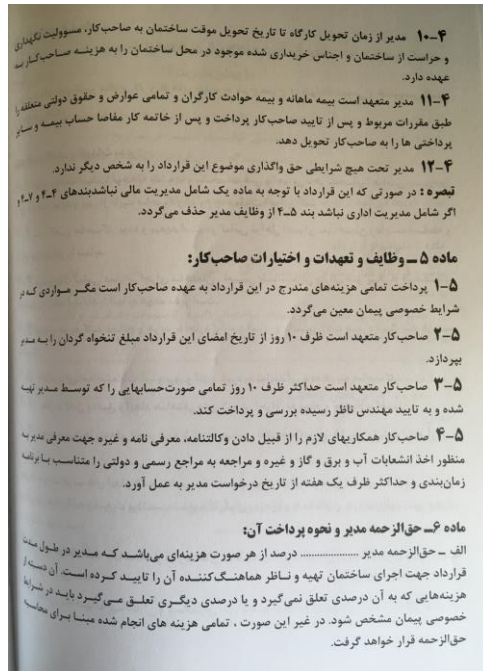 ۴–۱۰ مدیر از زمان تحویل کارگاه تا تاریخ تحویل موقت ساختمان به صاحب‌کار، مسوولیت نگهداری
و حراست از ساختمان و اجناس خریداری شده موجود در محل ساختمان را به هزینه صاحب‌کار به
عهده دارد.
۴–۱۱ مدیر متعهد است بیمه ماهانه و بیمه حوادث کارگران و تمامی عوارض و حقوق دولتی متعلقه را
طبق مقررات مربوط و پس از تایید صاحب‌کار پرداخت و پس از خاتمه کار مفاصا حساب بیمه و سایر
پرداختی ها را به صاحب‌کار تحویل دهد.
۴–۱۲ مدیر تحت هیچ شرایطی حق واگذاری موضوع این قرارداد را به شخص دیگر ندارد.
تبصره : در صورتی که این قرارداد با توجه به ماده یک شامل مدیریت مالی نباشدبندهای ۴–۴ و ۴–۷ و
اگر شامل مدیریت اداری نباشد بند ۵–۴ از وظایف مدیر حذف می‌گردد.
ماده ۵ – وظایف و تعهدات و اختیارات صاحب‌کار:
۵–۱ پرداخت تمامی هزینه‌های مندرج در این قرارداد به عهده صاحب‌کار است مگر مواردی که در
شرایط خصوصی پیمان معین می‌گردد.
۵–۲ صاحب‌کار متعهد است ظرف ۱۰ روز از تاریخ امضای این قرارداد مبلغ تنخواه گردان را به مدیر
بپردازد.
۵–۳ صاحب‌کار متعهد است حداکثر ظرف ۱۰ روز تمامی صورت‌حسابهایی را که توسط مدیر تهیه
شده و به تایید مهندس ناظر رسیده بررسی و پرداخت کند.
۵–۴ صاحب‌کار همکاریهای لازم را از قبیل دادن وکالتنامه، معرفی نامه و غیره جهت معرفی مدیر به
منظور اخذ انشعابات آب و برق و گاز و غیره و مراجعه به مراجع رسمی و دولتی را متناسب با برنامه
زمان‌بندی و حداکثر ظرف یک هفته از تاریخ درخواست مدیر به عمل آورد.
ماده ۶– حق‌الزحمه مدیر و نحوه پرداخت آن:
الف – حق‌الزحمه مدیر .................... درصد از هر صورت هزینه‌ای می‌باشد که مدیر در طول مدت
قرارداد جهت اجرای ساختمان تهیه و ناظر هماهنگ‌کننده آن را تایید کرده است. آن دسته از
هزینه‌هایی که به آن درصدی تعلق نمی‌گیرد و یا درصدی دیگری تعلق می‌گیرد باید در شرایط
خصوصی پیمان مشخص شود. در غیر این صورت ، تمامی هزینه های انجام شده مبنا برای محاسبه
حق‌الزحمه قرار خواهد گرفت.